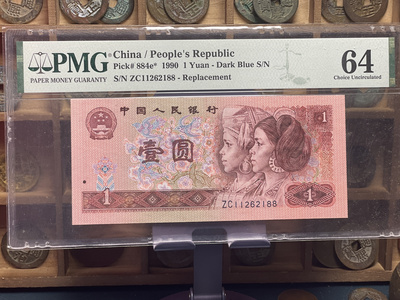 PMG
PAPER MONEY GUARANTY
China / People's Republic
Pick# 884e* 1990 1 Yuan - Dark Blue S/N
S/N ZC11262188 - Replacement
64
Choice Uncirculated
中国人民银行
1
壹圆
1
1
ZC11262188